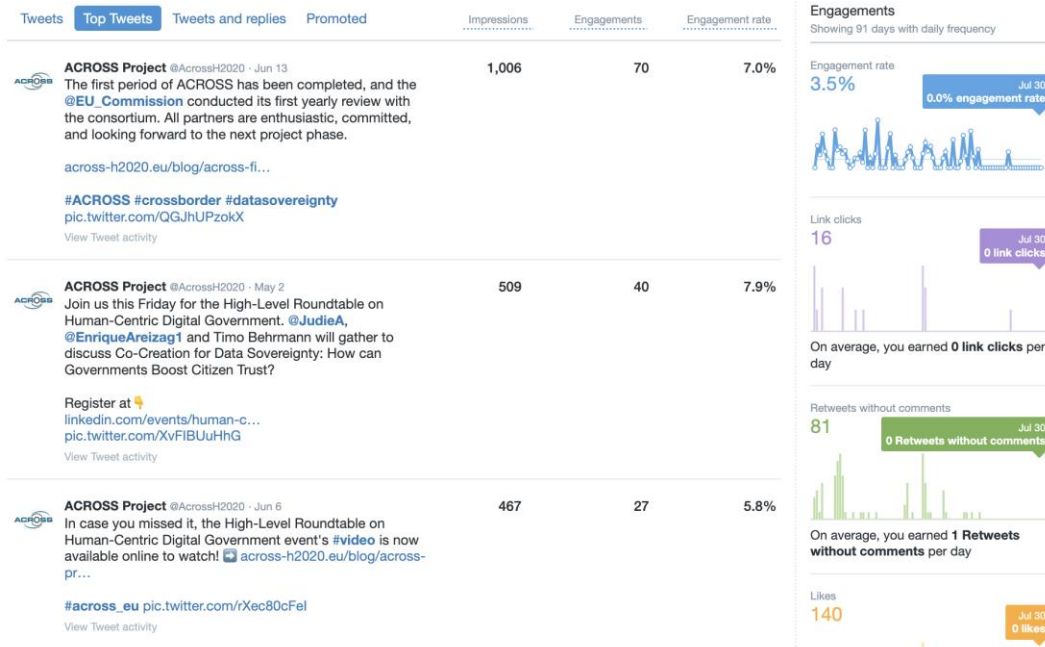 Tweets Top Tweets Tweets and replies Promoted Impressions Engagements Engagement rate
ACROSS
ACROSS Project @AcrossH2020 · Jun 13 1,006 70 7.0%
The first period of ACROSS has been completed, and the
@EU_Commission conducted its first yearly review with
the consortium. All partners are enthusiastic, committed,
and looking forward to the next project phase.
across-h2020.eu/blog/across-fi…
#ACROSS #crossborder #datasovereignty
pic.twitter.com/QGJhUPzokX
View Tweet activity
ACROSS
ACROSS Project @AcrossH2020 · May 2 509 40 7.9%
Join us this Friday for the High-Level Roundtable on
Human-Centric Digital Government. @JudieA,
@EnriqueAreizag1 and Timo Behrmann will gather to
discuss Co-Creation for Data Sovereignty: How can
Governments Boost Citizen Trust?
Register at👇
linkedin.com/events/human-c…
pic.twitter.com/XvFIBUuHhG
View Tweet activity
ACROSS
ACROSS Project @AcrossH2020 · Jun 6 467 27 5.8%
In case you missed it, the High-Level Roundtable on
Human-Centric Digital Government event's #video is now
available online to watch! ➡️ across-h2020.eu/blog/across-
pr…
#across_eu pic.twitter.com/rXec80cFeI
View Tweet activity
Engagements
Showing 91 days with daily frequency
Engagement rate
3.5%
Jul 30
0.0% engagement rate
Link clicks
16
Jul 30
0 link clicks
On average, you earned 0 link clicks per
day
Retweets without comments
81
Jul 30
0 Retweets without comments
On average, you earned 1 Retweets
without comments per day
Likes
140
Jul 30
0 likes